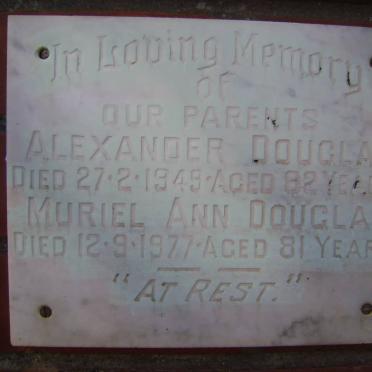 In Loving Memory
of
OUR PARENTS
ALEXANDER DOUGLA
DIED 27·2·1949·AGED YEA
MURIEL ANN DOUGLA
DIED 12·9·1977·AGED 81 YEAR
"AT REST."